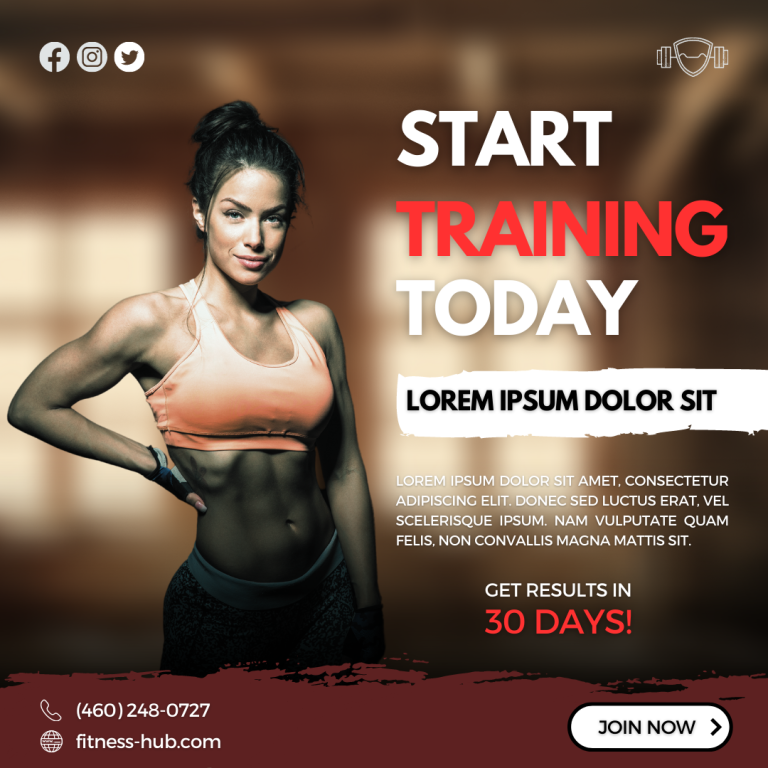 START
TRAINING
TODAY
LOREM IPSUM DOLOR SIT
LOREM IPSUM DOLOR SIT AMET, CONSECTETUR
ADIPISCING ELIT. DONEC SED LUCTUS ERAT, VEL
SCELERISQUE IPSUM. NAM VULPUTATE QUAM
FELIS, NON CONVALLIS MAGNA MATTIS SIT.
GET RESULTS IN
30 DAYS!
(460) 248-0727
fitness-hub.com
JOIN NOW